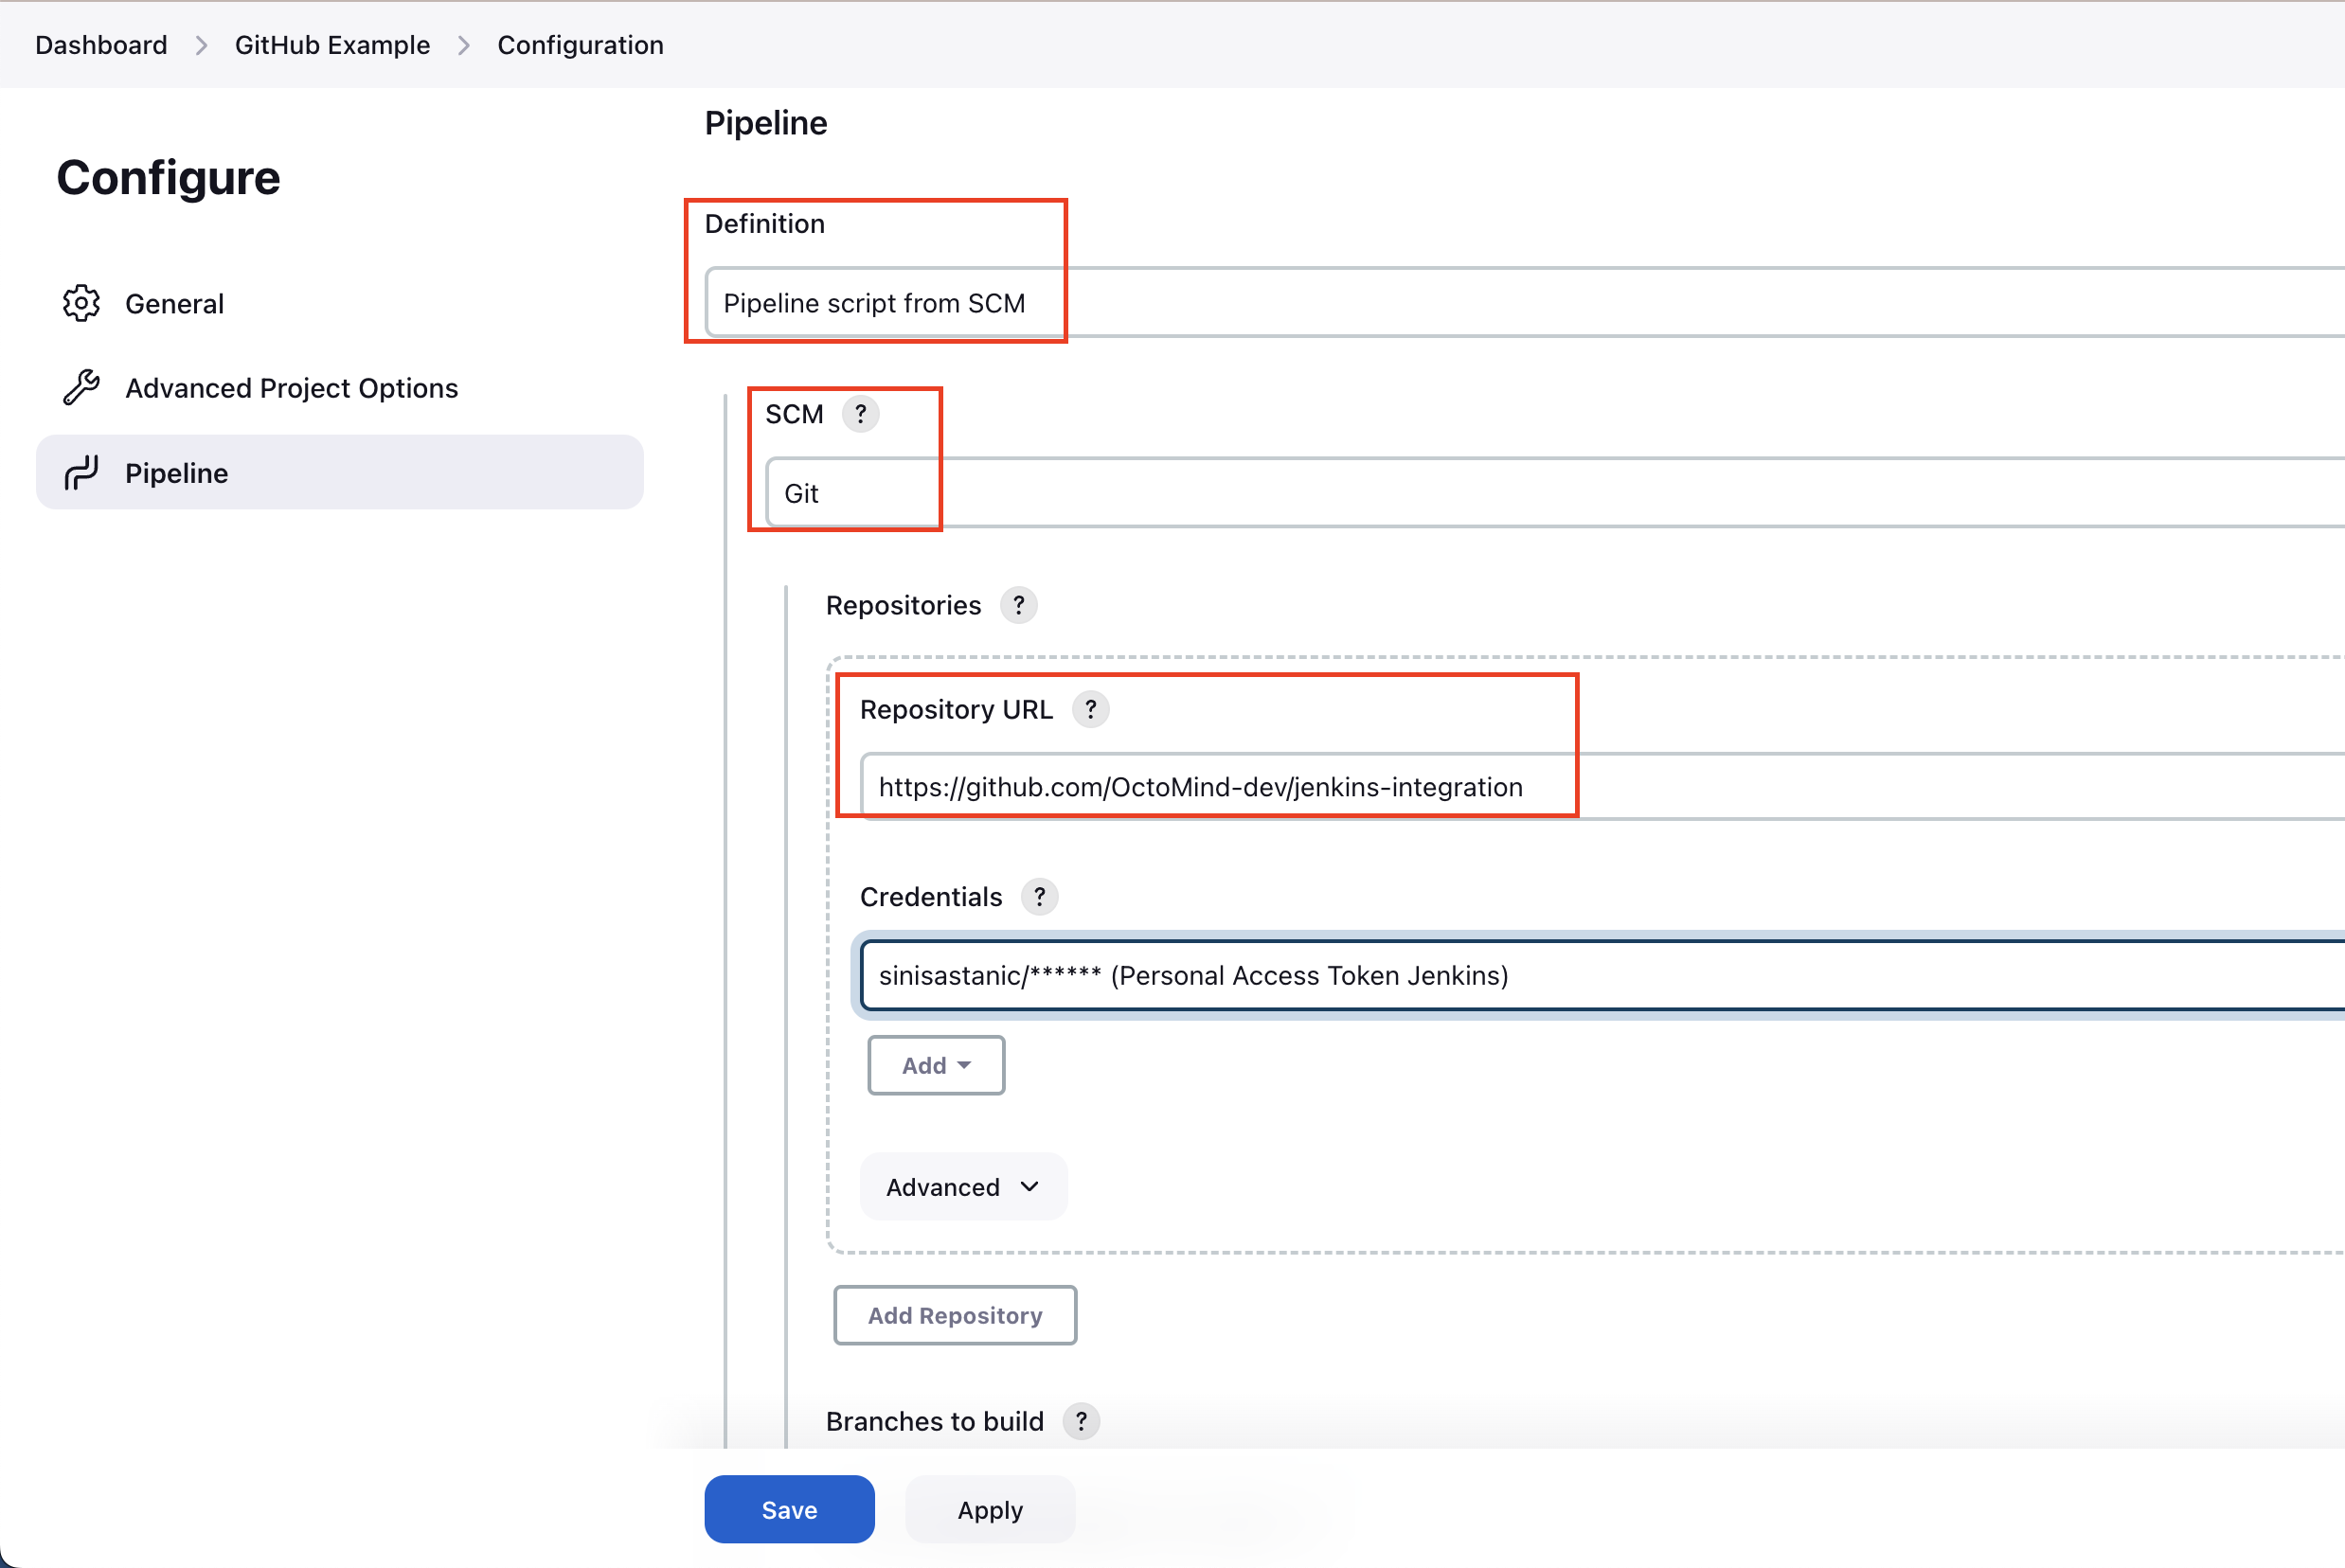 Dashboard > GitHub Example > Configuration
Configure
General
Advanced Project Options
Pipeline
Pipeline
Definition
Pipeline script from SCM
SCM ?
Git
Repositories ?
Repository URL ?
https://github.com/OctoMind-dev/jenkins-integration
Credentials ?
sinisastanic/****** (Personal Access Token Jenkins)
Add
Advanced
Add Repository
Branches to build ?
Save Apply